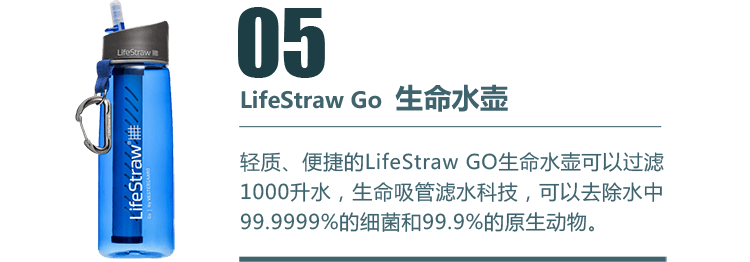 05
LifeStraw Go 生命水壶
轻质、便捷的LifeStraw GO生命水壶可以过滤
1000升水，生命吸管滤水科技，可以去除水中
99.9999%的细菌和99.9%的原生动物。
LifeStraw
LifeStraw
Go by VESTERGAARD